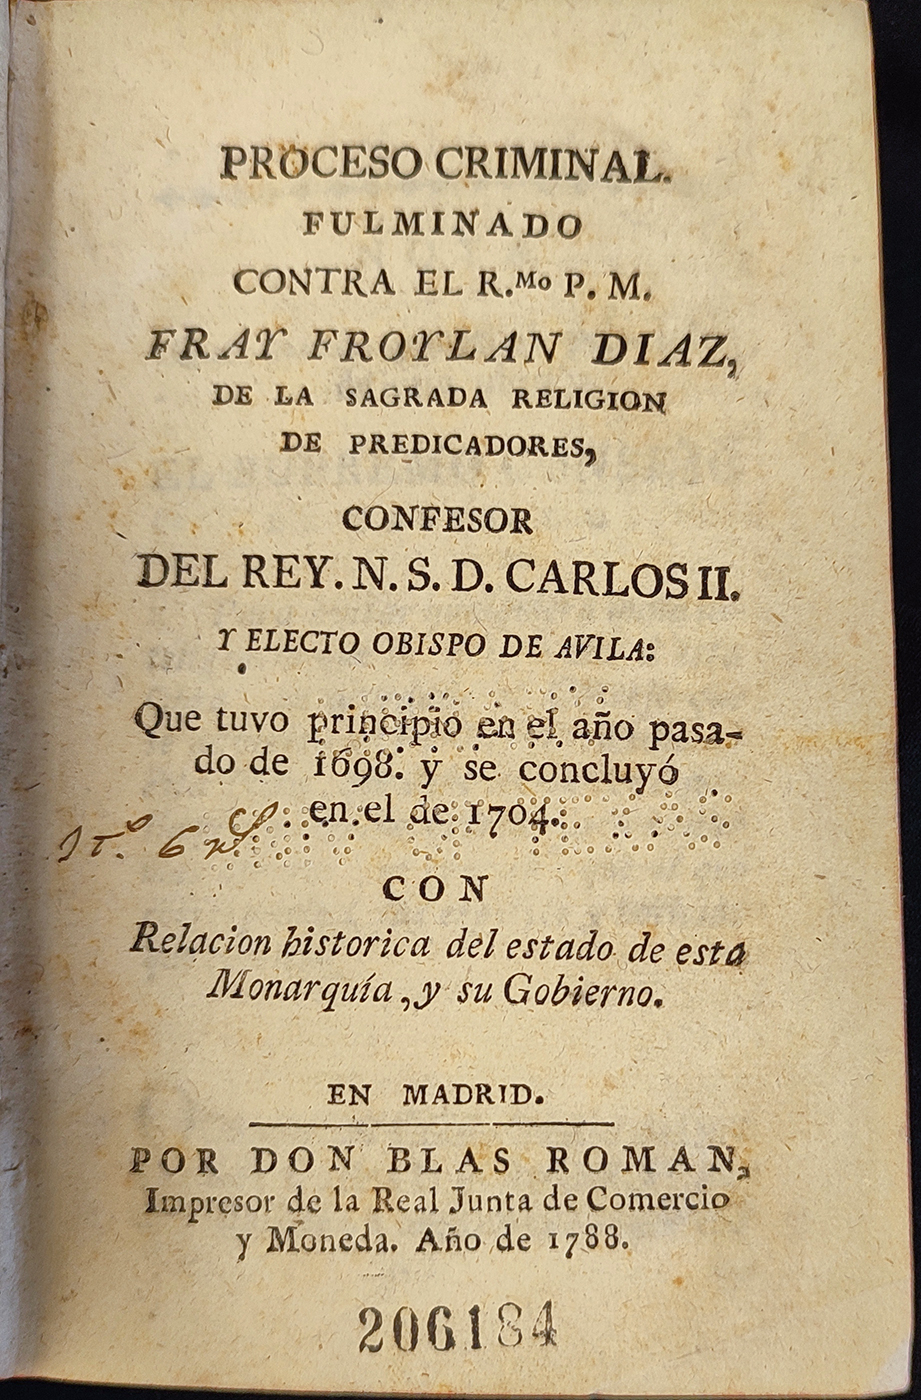 PROCESO CRIMINAL.
FULMINADO
CONTRA EL R.Mo P. M.
FRAY FROYLAN DIAZ,
DE LA SAGRADA RELIGION
DE PREDICADORES,
CONFESOR
DEL REY. N. S. D. CARLOS II.
Y ELECTO OBISPO DE AVILA:
Que tuvo principio en el año pasa-
do de 1698. y se concluyó
en el de 1704.
CON
Relacion historica del estado de esta
Monarquía, y su Gobierno.
EN MADRID.
POR DON BLAS ROMAN,
Impresor de la Real Junta de Comercio
y Moneda. Año de 1788.
206184